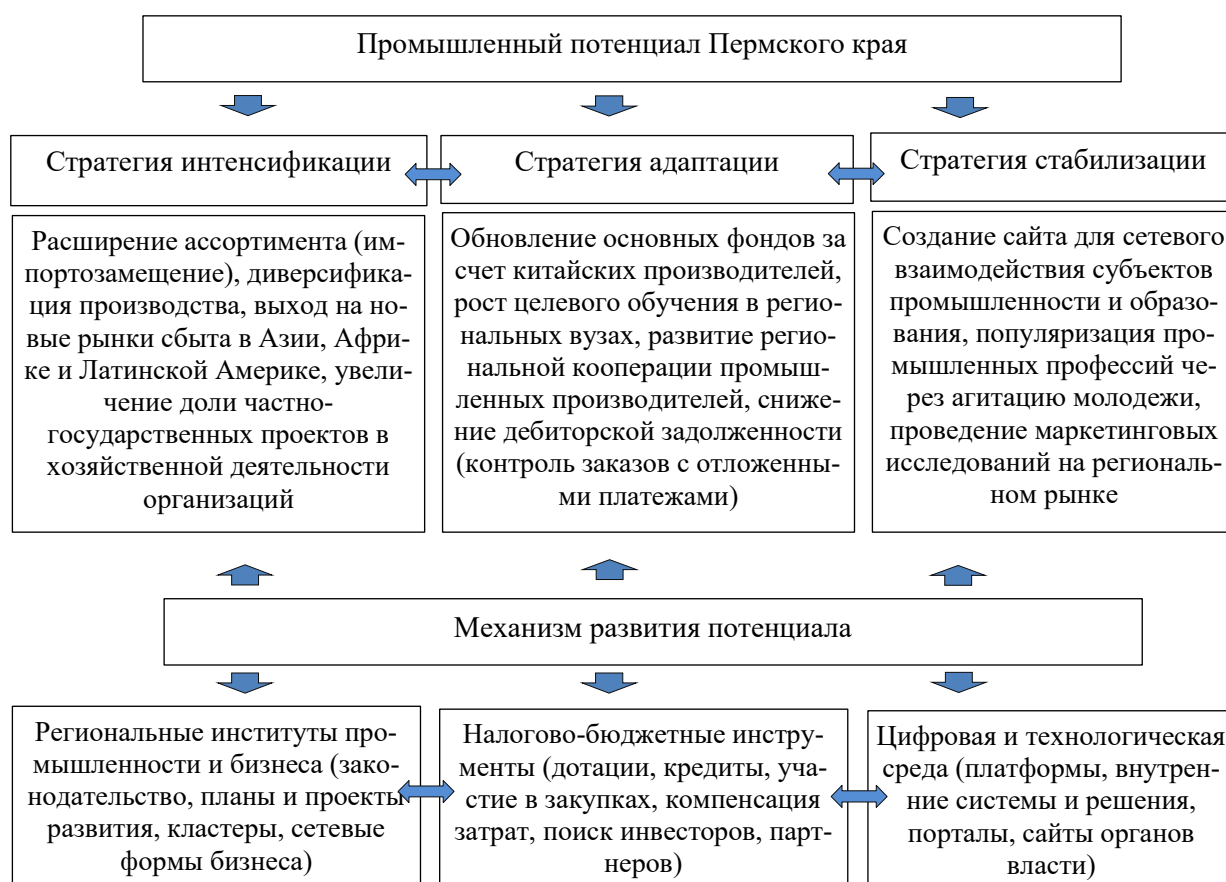 Промышленный потенциал Пермского края
Стратегия интенсификации
Стратегия адаптации
Стратегия стабилизации
Расширение ассортимента (им-
портозамещение), диверсифика-
ция производства, выход на но-
вые рынки сбыта в Азии, Афри-
ке и Латинской Америке, увели-
чение доли частно-
государственных проектов в
хозяйственной деятельности
организаций
Обновление основных фондов за
счет китайских производителей,
рост целевого обучения в реги-
ональных вузах, развитие регио-
нальной кооперации промыш-
ленных производителей, сниже-
ние дебиторской задолженности
(контроль заказов с отложенны-
ми платежами)
Создание сайта для сетевого
взаимодействия субъектов
промышленности и образо-
вания, популяризация про-
мышленных профессий че-
рез агитацию молодежи,
проведение маркетинговых
исследований на региональ-
ном рынке
Механизм развития потенциала
Региональные институты про-
мышленности и бизнеса (зако-
нодательство, планы и проекты
развития, кластеры, сетевые
формы бизнеса)
Налогово-бюджетные инстру-
менты (дотации, кредиты, уча-
стие в закупках, компенсация
затрат, поиск инвесторов, парт-
неров)
Цифровая и технологическая
среда (платформы, внутрен-
ние системы и решения,
порталы, сайты органов
власти)